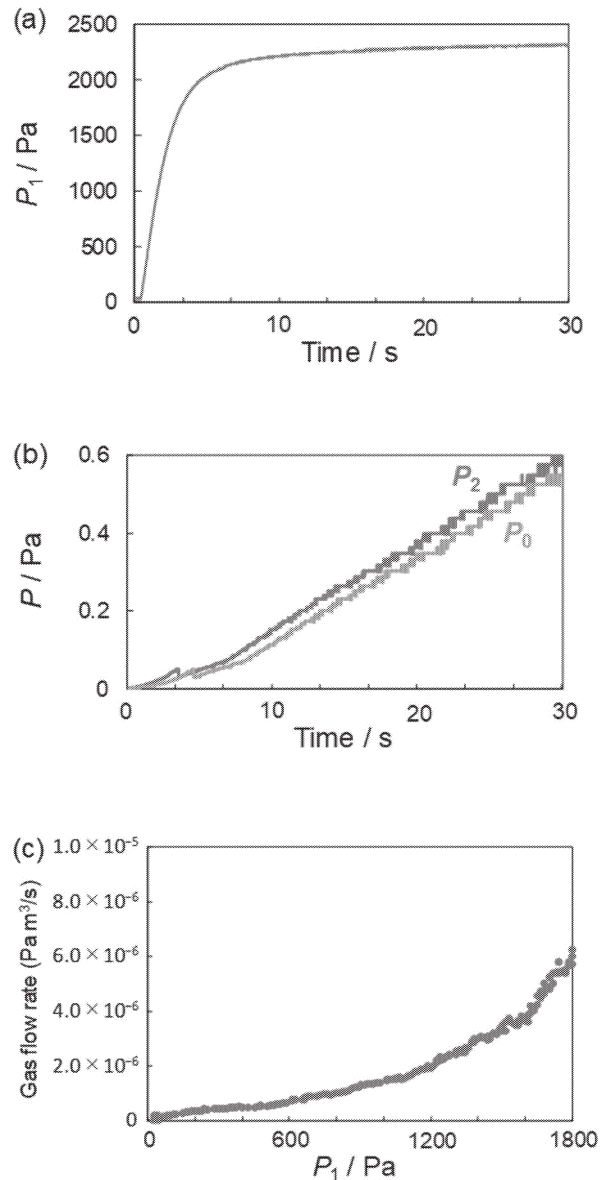 (a)
2500
2000
1500
1000
500
0
P₁ / Pa
0 10 20 30
Time / s
(b)
0.6
0.4
0.2
0
P / Pa
P₂
P₀
0 10 20 30
Time / s
(c)
1.0 × 10⁻⁵
8.0 × 10⁻⁶
6.0 × 10⁻⁶
4.0 × 10⁻⁶
2.0 × 10⁻⁶
0
Gas flow rate (Pa m³/s)
0 600 1200 1800
P₁ / Pa